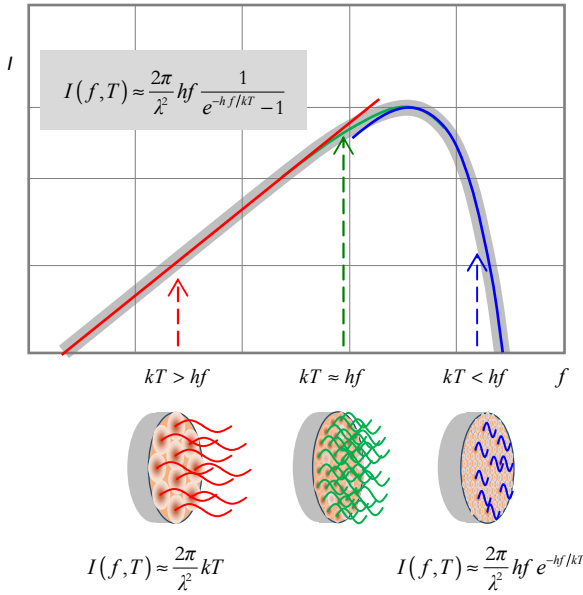 I
I(f,T) ≈ 2π/λ² hf 1/(e^{-hf/kT} − 1)
kT > hf kT ≈ hf kT < hf f
I(f,T) ≈ 2π/λ² kT I(f,T) ≈ 2π/λ² hf e^{-hf/kT}